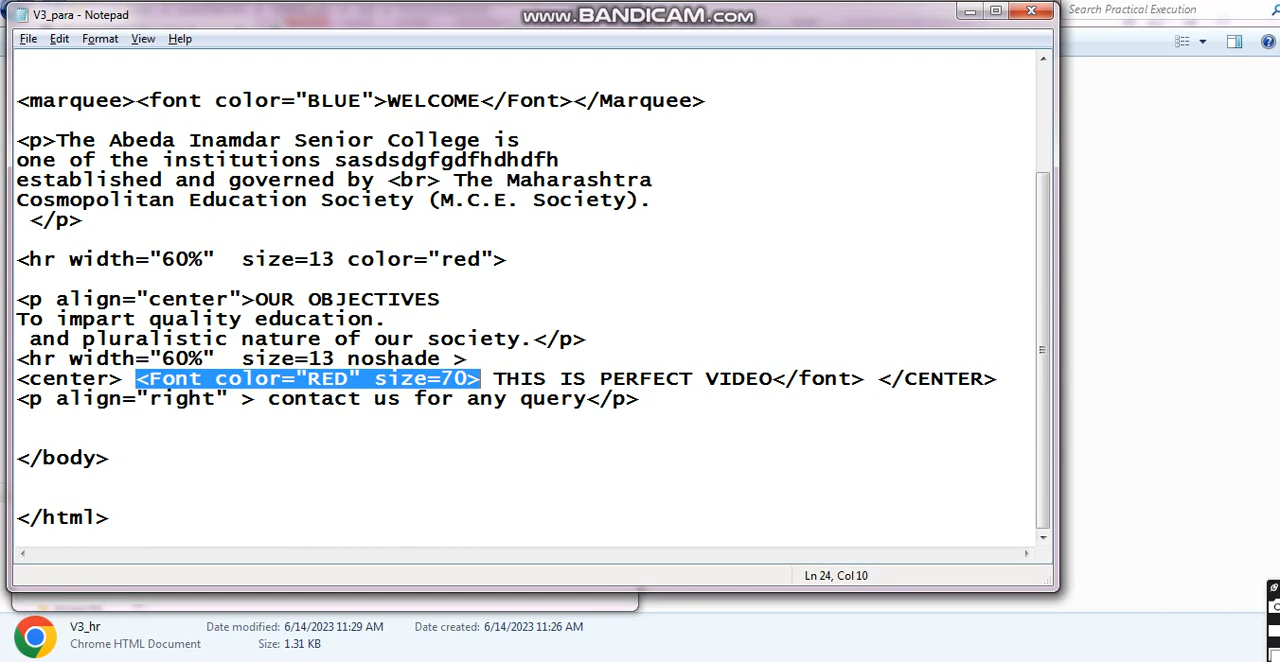 V3_para - Notepad
www.BANDICAM.com
Search Practical Execution
File Edit Format View Help
<marquee><font color="BLUE">WELCOME</Font></Marquee>
<p>The Abeda Inamdar Senior College is
one of the institutions sasdsdgfgdfhdhdfh
established and governed by <br> The Maharashtra
Cosmopolitan Education Society (M.C.E. Society).
</p>
<hr width="60%"  size=13 color="red">
<p align="center">OUR OBJECTIVES
To impart quality education.
and pluralistic nature of our society.</p>
<hr width="60%"  size=13 noshade >
<center> <Font color="RED" size=70> THIS IS PERFECT VIDEO</font> </CENTER>
<p align="right" > contact us for any query</p>
</body>
</html>
Ln 24, Col 10
V3_hr Date modified: 6/14/2023 11:29 AM Date created: 6/14/2023 11:26 AM
Chrome HTML Document Size: 1.31 KB